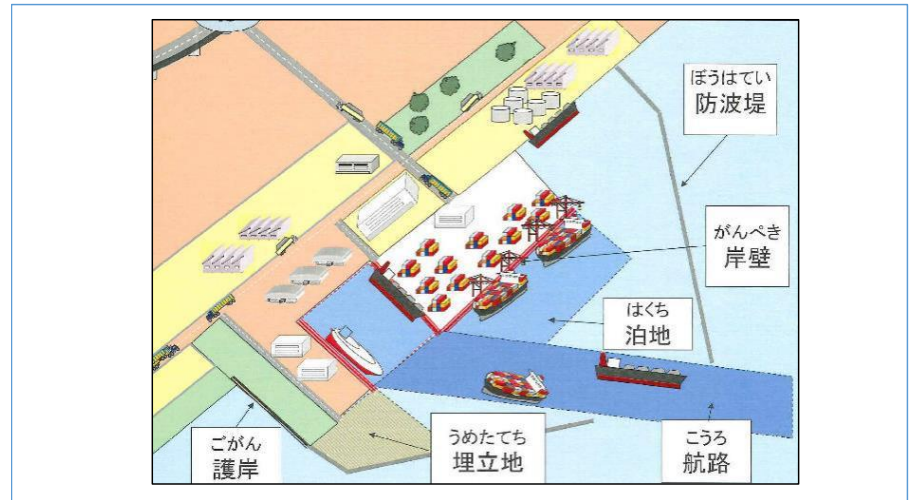 ぼうはてい
防波堤
がんぺき
岸壁
はくち
泊地
ごがん
護岸
うめたてち
埋立地
こうろ
航路